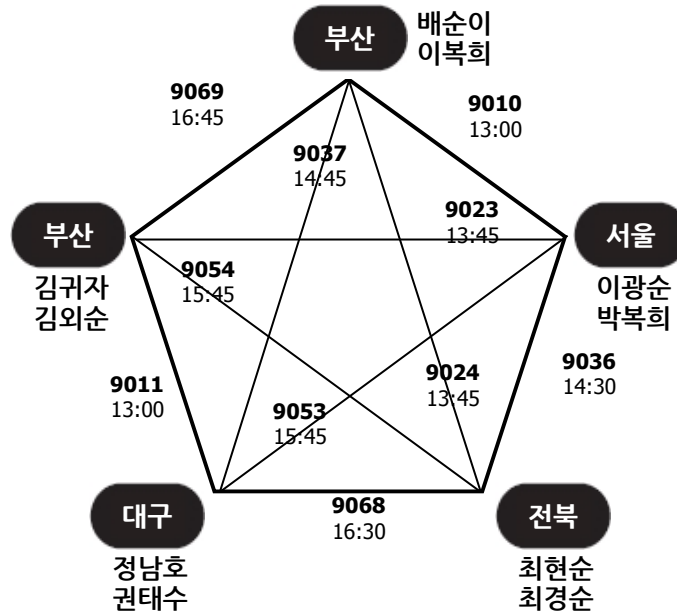 부산
배순이
이복희
9069
16:45
9010
13:00
9037
14:45
9023
13:45
부산
김귀자
김외순
서울
이광순
박복희
9054
15:45
9011
13:00
9053
15:45
9024
13:45
9036
14:30
대구
정남호
권태수
9068
16:30
전북
최현순
최경순